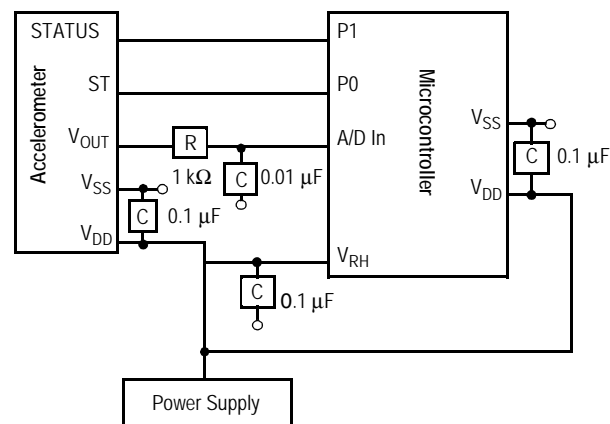 STATUS
P1
ST
P0
VOUT
R
A/D In
1 kΩ
C
0.01 µF
VSS
C
0.1 µF
VDD
Accelerometer
Microcontroller
VSS
C
0.1 µF
VDD
VRH
C
0.1 µF
Power Supply